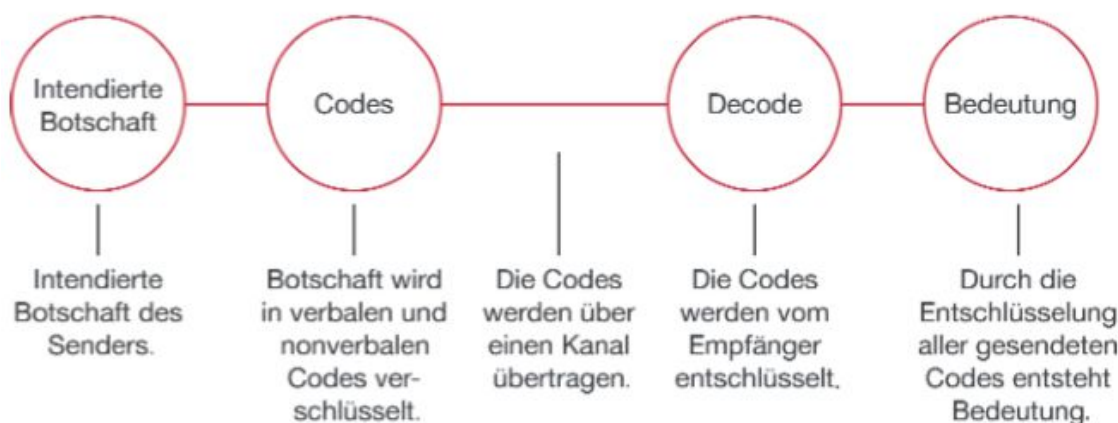 Intendierte
Botschaft
Codes
Decode
Bedeutung
Intendierte
Botschaft des
Senders.
Botschaft wird
in verbalen und
nonverbalen
Codes ver-
schlüsselt.
Die Codes
werden über
einen Kanal
übertragen.
Die Codes
werden vom
Empfänger
entschlüsselt.
Durch die
Entschlüsselung
aller gesendeten
Codes entsteht
Bedeutung.